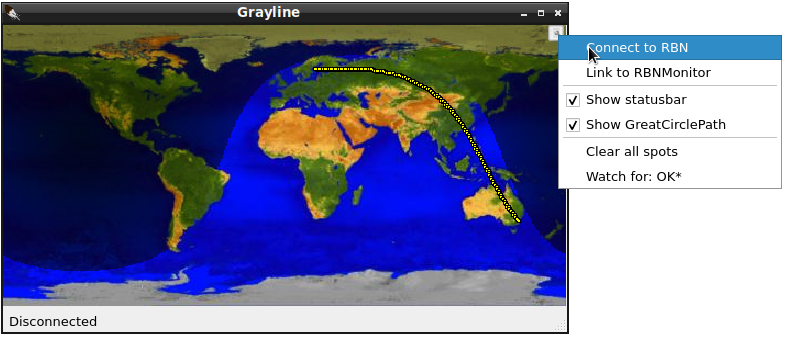 Grayline
Connect to RBN
Link to RBNMonitor
Show statusbar
Show GreatCirclePath
Clear all spots
Watch for: OK*
Disconnected